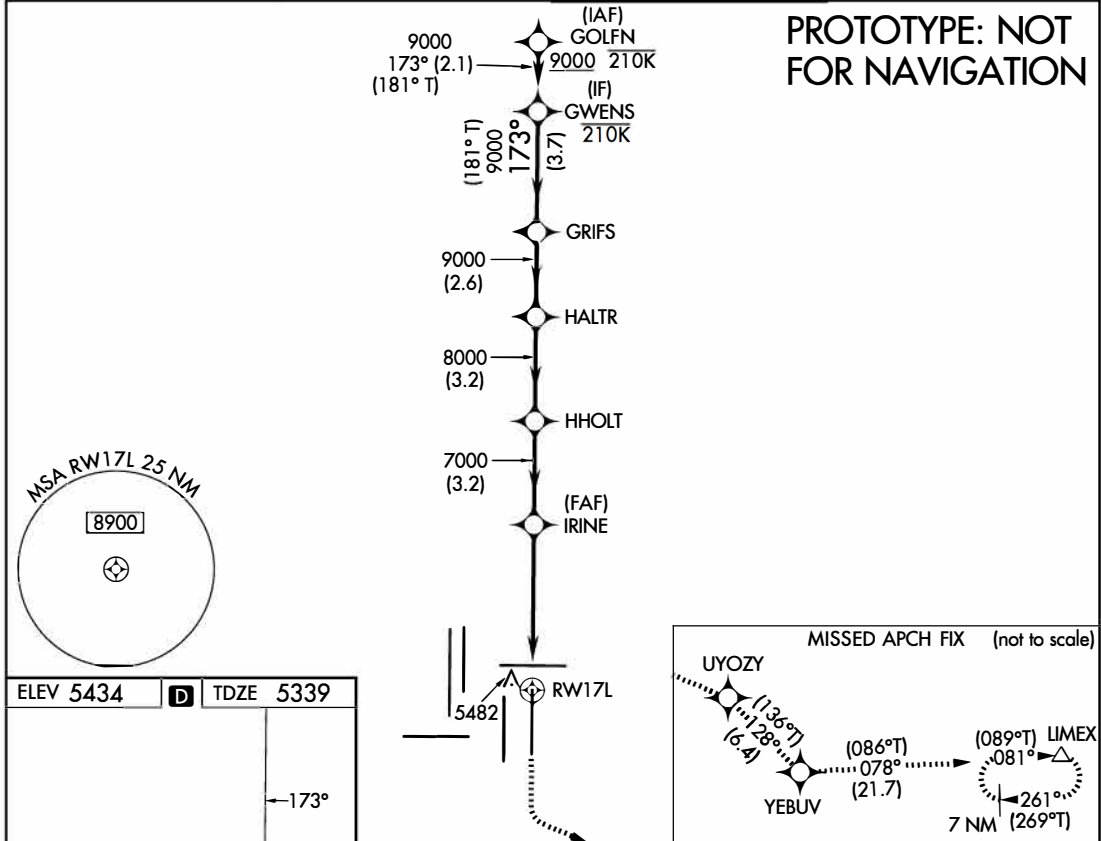 PROTOTYPE: NOT
FOR NAVIGATION
(IAF)
GOLFN
9000 210K
9000
173° (2.1)
(181° T)
(IF)
GWENS
210K
(181° T)
9000
173°
(3.7)
GRIFS
9000
(2.6)
HALTR
8000
(3.2)
HHOLT
7000
(3.2)
(FAF)
IRINE
MSA RW17L 25 NM
8900
RW17L
5482
ELEV 5434 D TDZE 5339
173°
MISSED APCH FIX (not to scale)
UYOZY
(136°T)
128°
(6.4)
YEBUV
(086°T)
078°
(21.7)
(089°T) LIMEX
081°
261°
7 NM (269°T)